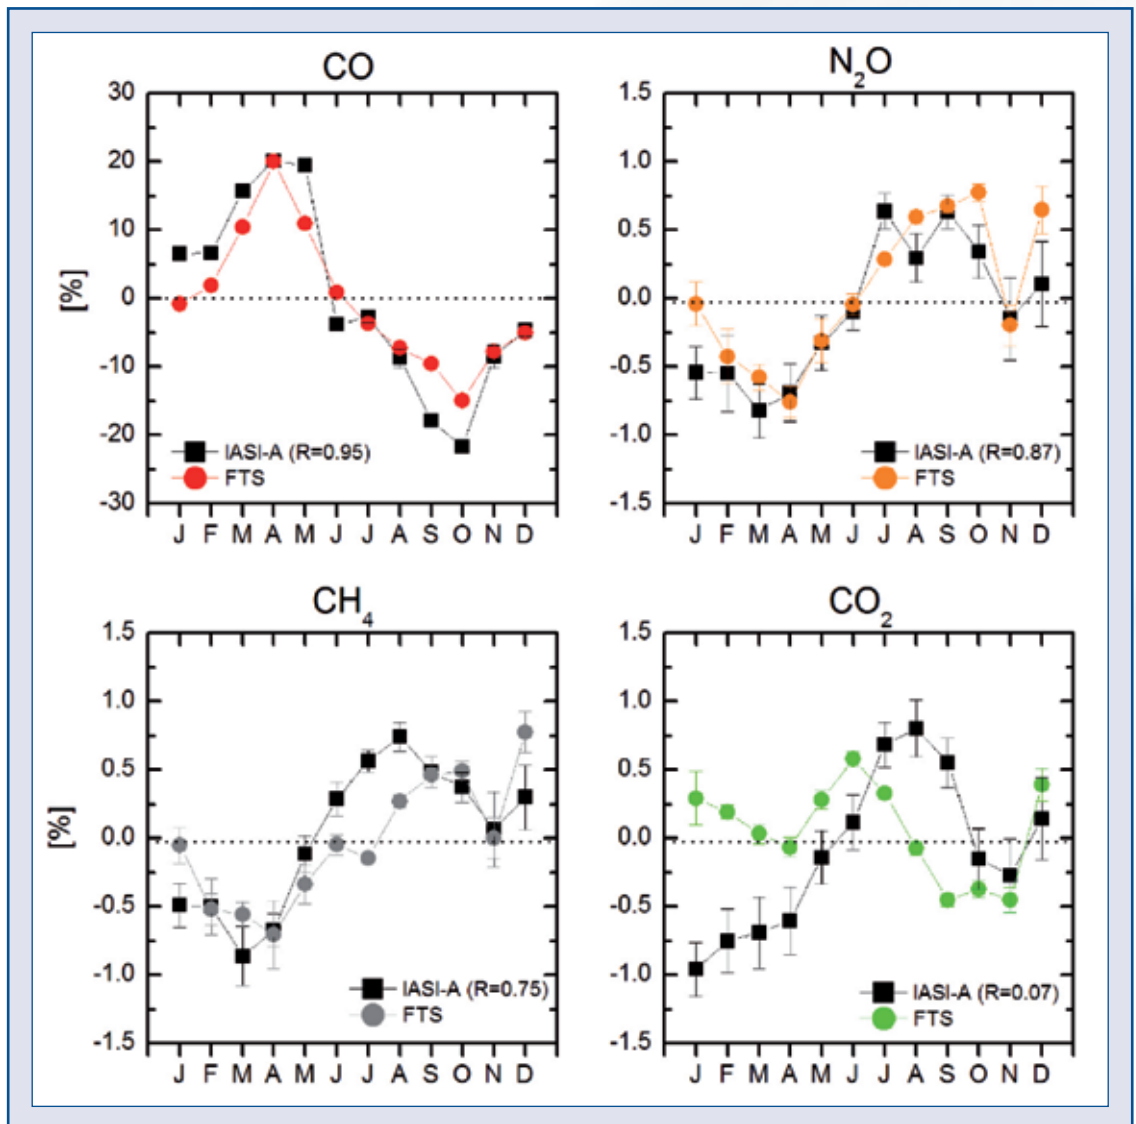 CO
[%]
30
20
10
0
-10
-20
-30
IASI-A (R=0.95)
FTS
J F M A M J J A S O N D
N2O
1.5
1.0
0.5
0.0
-0.5
-1.0
-1.5
IASI-A (R=0.87)
FTS
J F M A M J J A S O N D
CH4
[%]
1.5
1.0
0.5
0.0
-0.5
-1.0
-1.5
IASI-A (R=0.75)
FTS
J F M A M J J A S O N D
CO2
1.5
1.0
0.5
0.0
-0.5
-1.0
-1.5
IASI-A (R=0.07)
FTS
J F M A M J J A S O N D